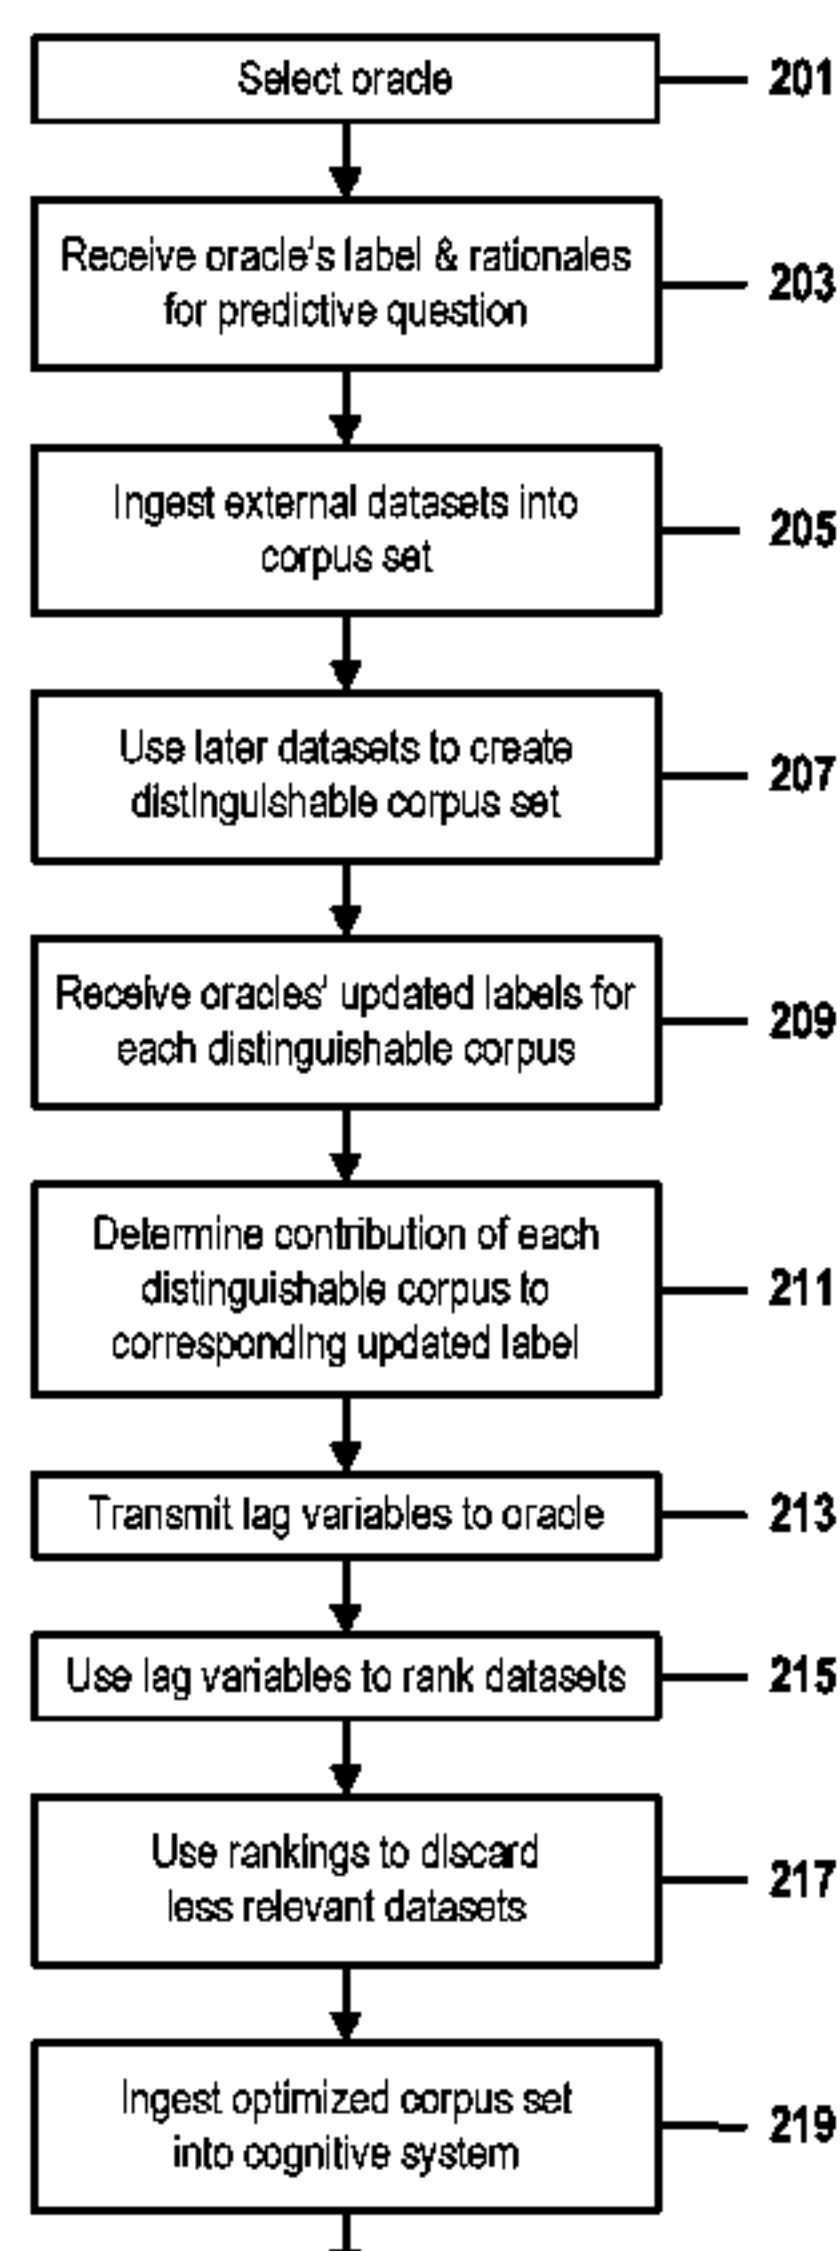 Select oracle
201
Receive oracle's label & rationales
for predictive question
203
Ingest external datasets into
corpus set
205
Use later datasets to create
distinguishable corpus set
207
Receive oracles' updated labels for
each distinguishable corpus
209
Determine contribution of each
distinguishable corpus to
corresponding updated label
211
Transmit lag variables to oracle
213
Use lag variables to rank datasets
215
Use rankings to discard
less relevant datasets
217
Ingest optimized corpus set
into cognitive system
219